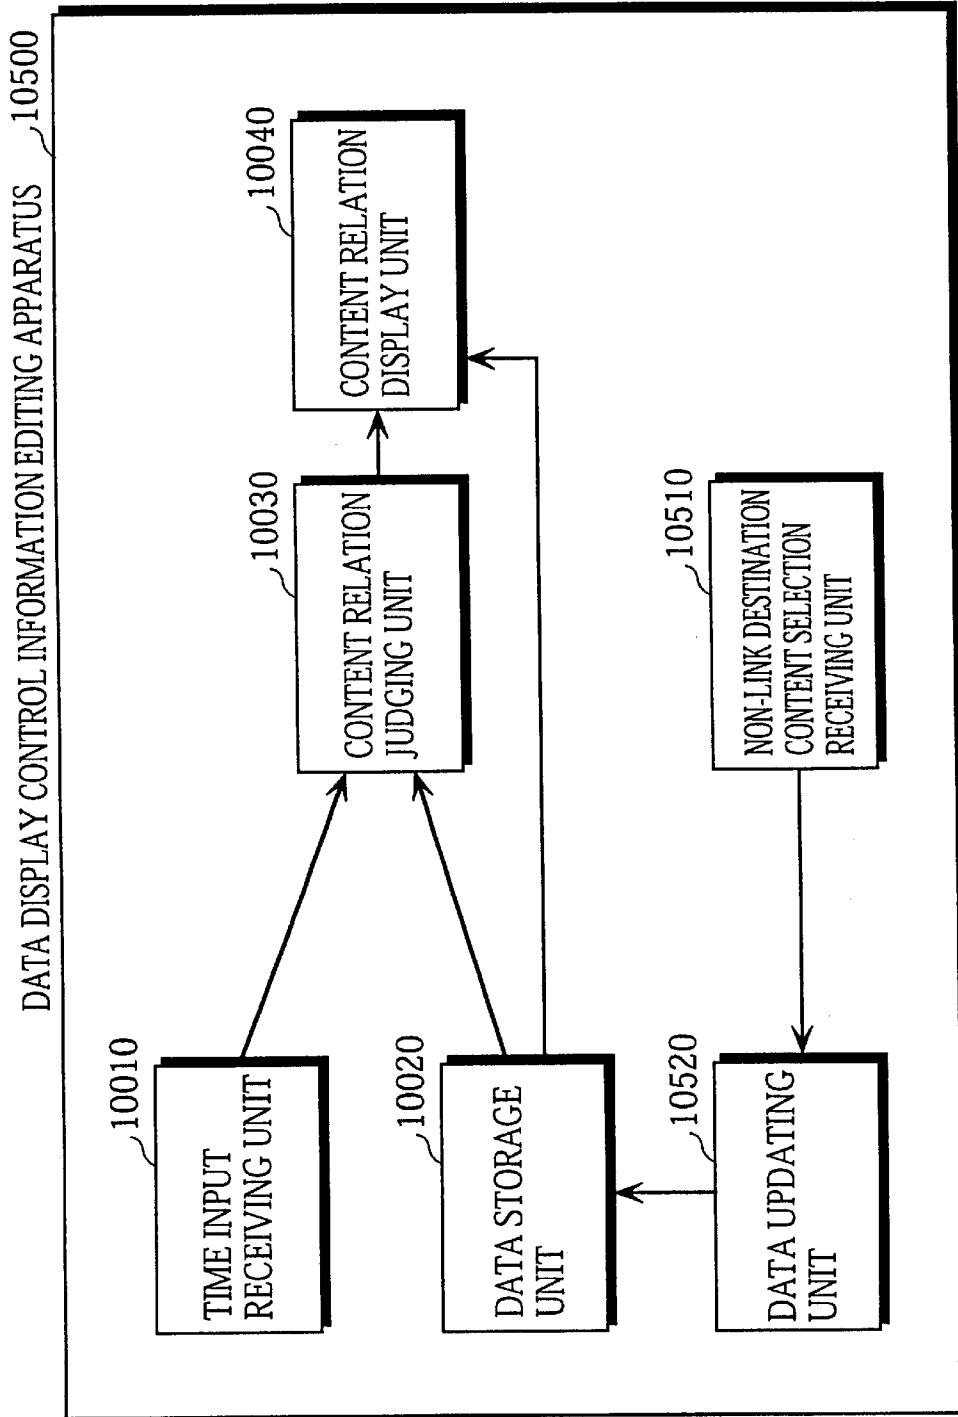 DATA DISPLAY CONTROL INFORMATION EDITING APPARATUS
10500
10010
TIME INPUT
RECEIVING UNIT
10020
DATA STORAGE
UNIT
10030
CONTENT RELATION
JUDGING UNIT
10040
CONTENT RELATION
DISPLAY UNIT
10520
DATA UPDATING
UNIT
10510
NON-LINK DESTINATION
CONTENT SELECTION
RECEIVING UNIT